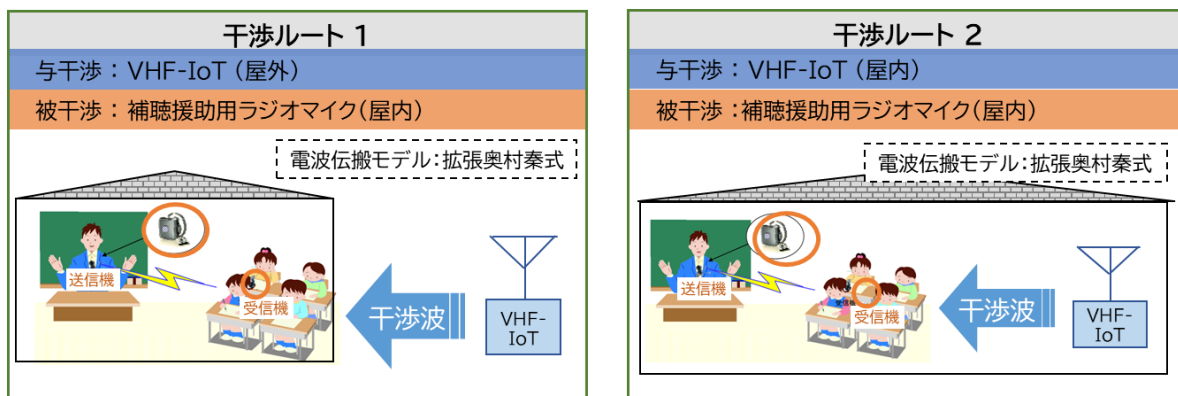 干渉ルート 1
与干渉 : VHF-IoT (屋外)
被干渉 : 補聴援助用ラジオマイク(屋内)
電波伝搬モデル:拡張奥村秦式
送信機
受信機
干渉波
VHF-
IoT
干渉ルート 2
与干渉 : VHF-IoT (屋内)
被干渉 :補聴援助用ラジオマイク(屋内)
電波伝搬モデル:拡張奥村秦式
送信機
受信機
干渉波
VHF-
IoT